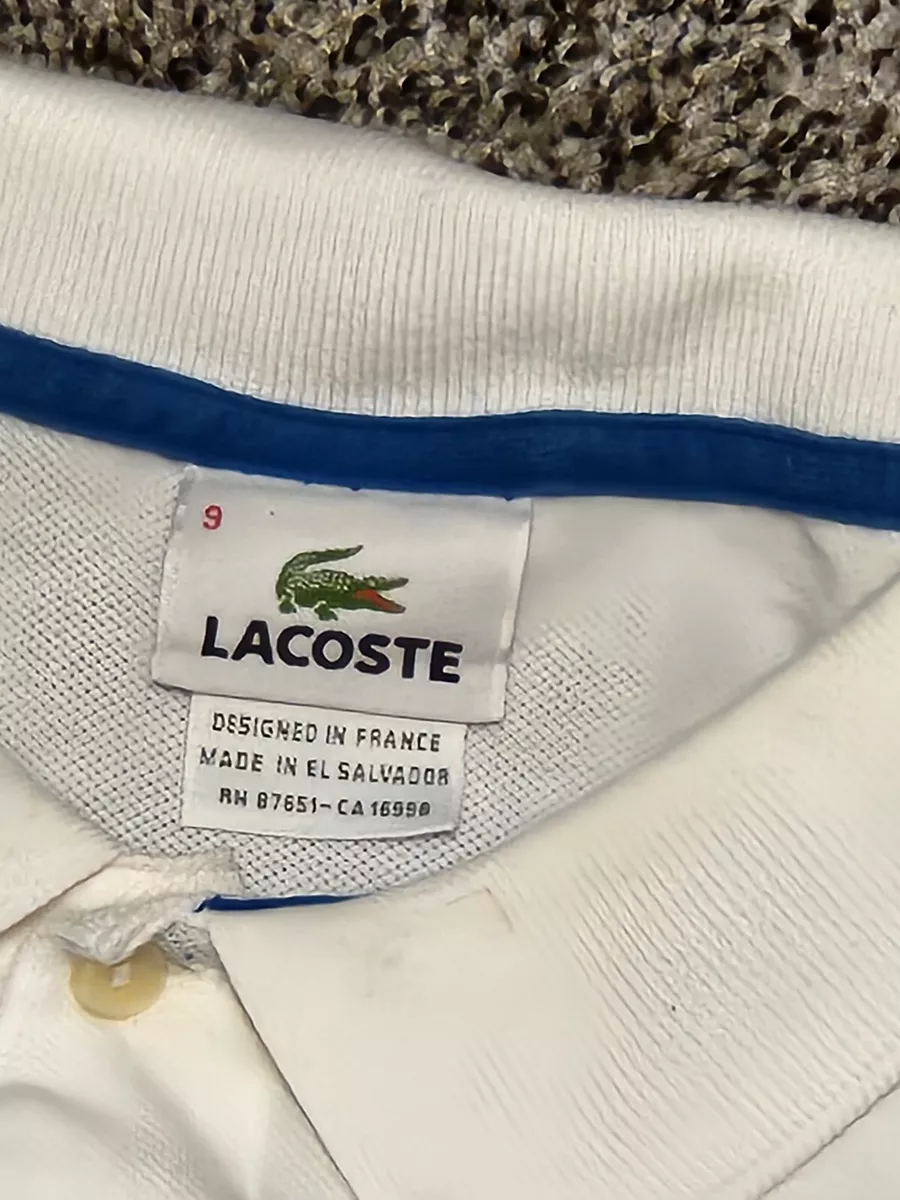 9
LACOSTE
DESIGNED IN FRANCE
MADE IN EL SALVADOR
RN 87651-CA 16990